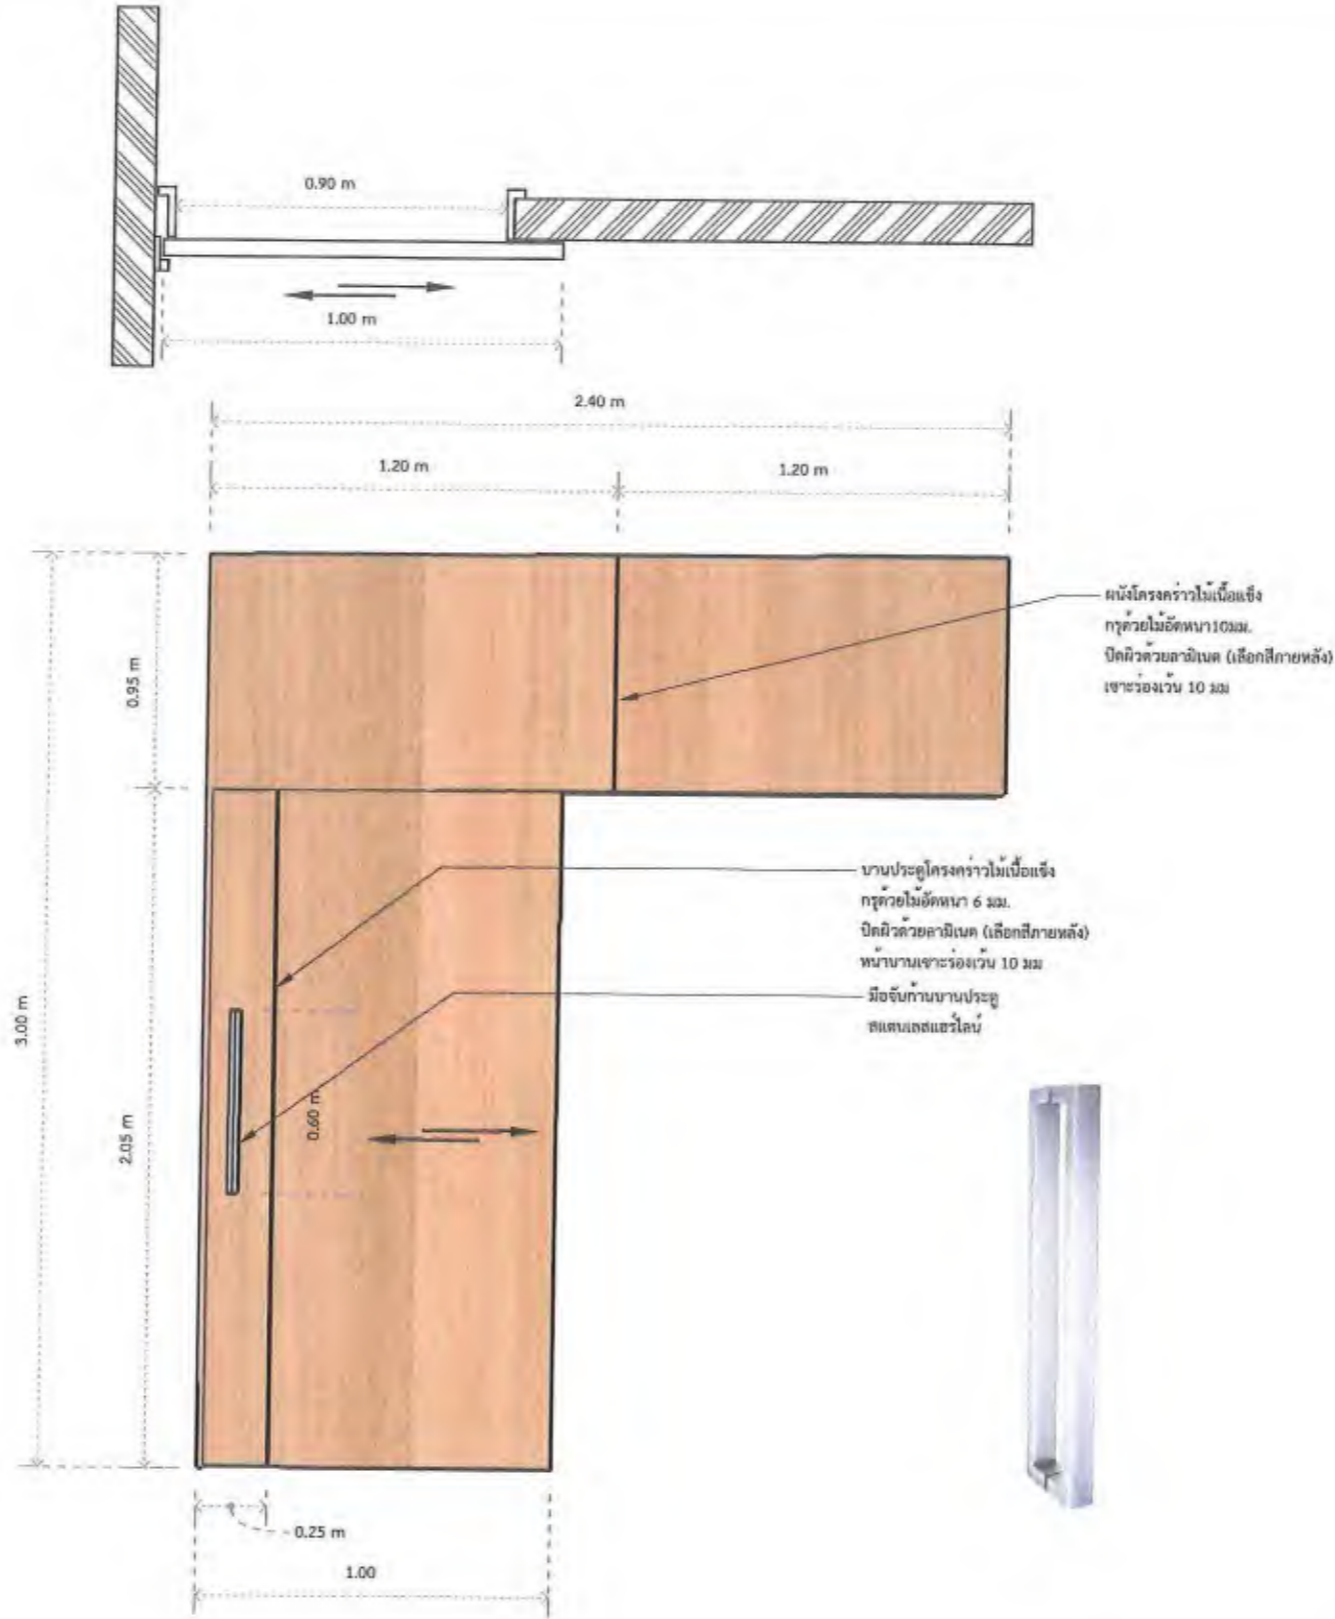 0.90 m
1.00 m
2.40 m
1.20 m
1.20 m
0.95 m
ผนังโครงคร่าวไม้เนื้อแข็ง
กรุด้วยไม้อัดหนา10มม.
ปิดผิวด้วยลามิเนต (เลือกสีภายหลัง)
เซาะร่องเว้น 10 มม
3.00 m
2.05 m
บานประตูโครงคร่าวไม้เนื้อแข็ง
กรุด้วยไม้อัดหนา 6 มม.
ปิดผิวด้วยลามิเนต (เลือกสีภายหลัง)
หน้าบานเซาะร่องเว้น 10 มม
มือจับก้านบานประตู
สแตนเลสแฮร์ไลน์
0.60 m
0.25 m
1.00